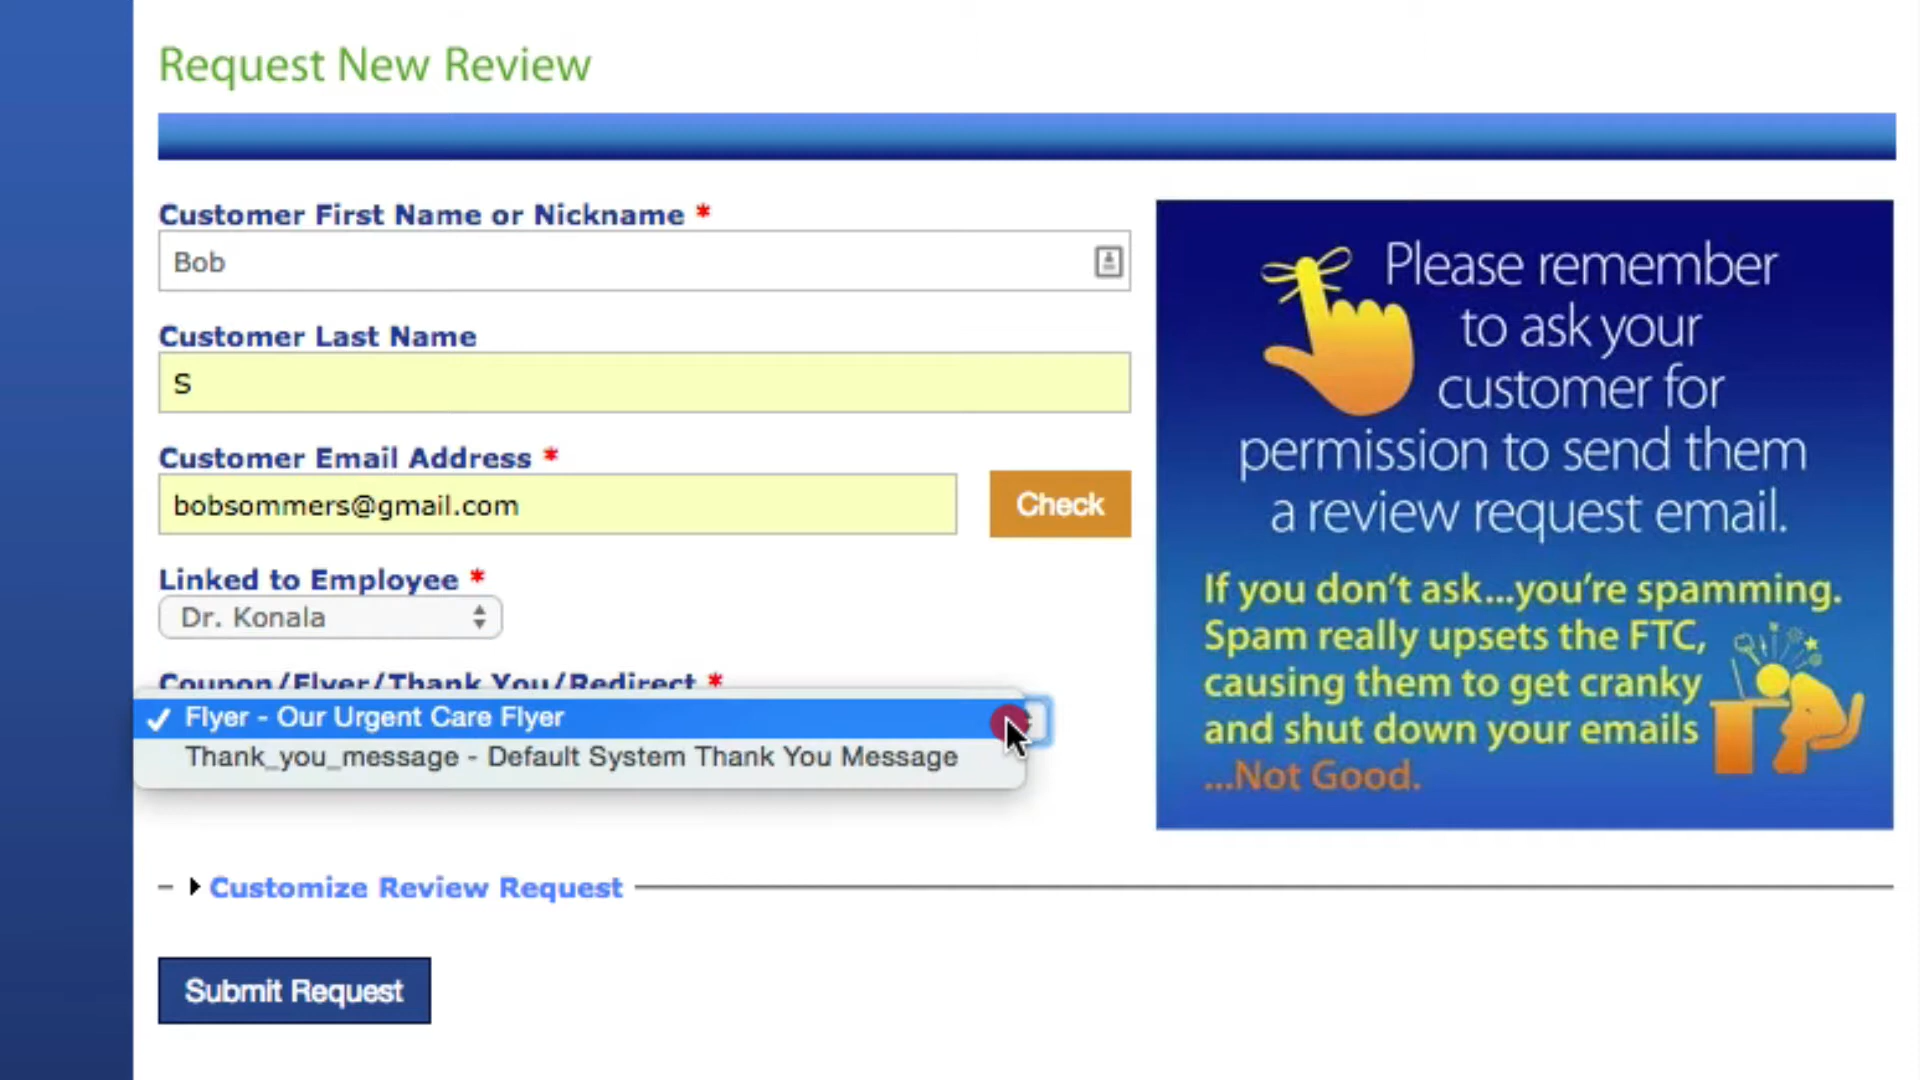 Request New Review
Customer First Name or Nickname *
Bob
Customer Last Name
S
Customer Email Address *
bobsommers@gmail.com
Check
Linked to Employee *
Dr. Konala
Coupon/Flyer/Thank You/Redirect *
✓ Flyer - Our Urgent Care Flyer
Thank_you_message - Default System Thank You Message
Customize Review Request
Submit Request
Please remember
to ask your
customer for
permission to send them
a review request email.
If you don't ask...you're spamming.
Spam really upsets the FTC,
causing them to get cranky
and shut down your emails
...Not Good.